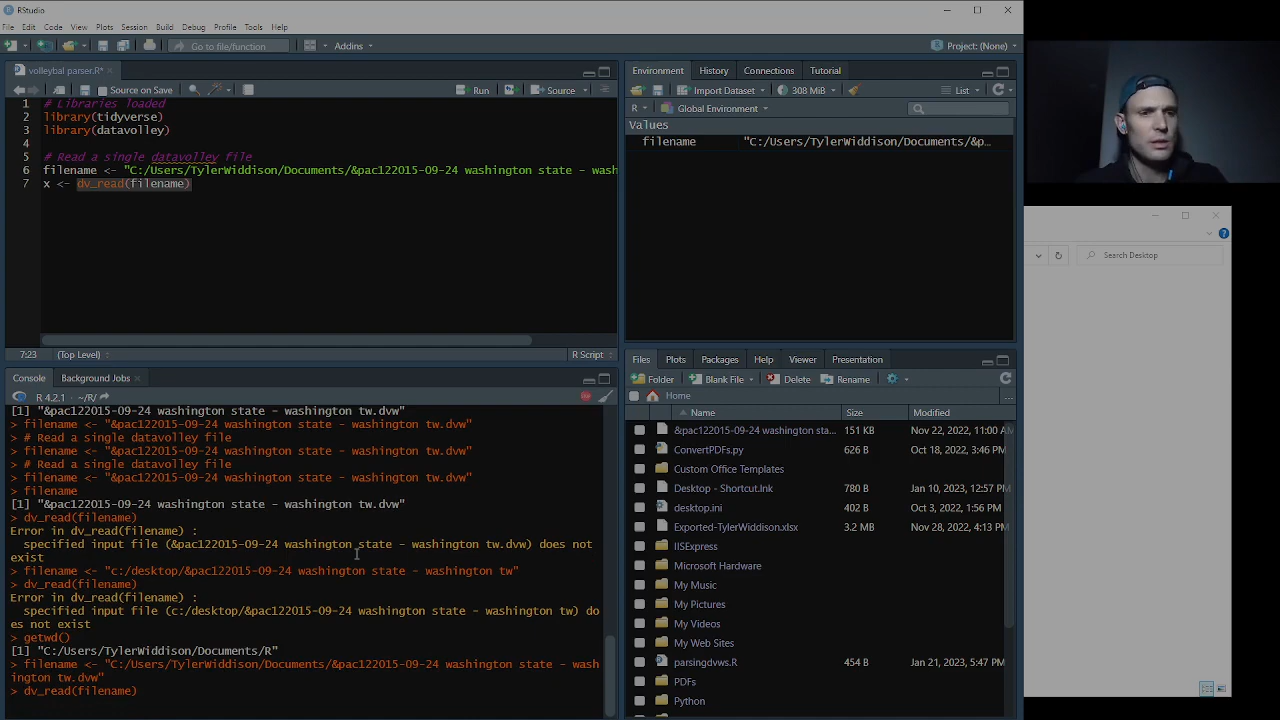 RStudio
File Edit Code View Plots Session Build Debug Profile Tools Help
Go to file/function Addins Project: (None)
volleybal parser.R*
Source on Save Run Source
1 # Libraries loaded
2 library(tidyverse)
3 library(datavolley)
4
5 # Read a single datavolley file
6 filename <- "C:/Users/TylerWiddison/Documents/&pac122015-09-24 washington state - wash
7 x <- dv_read(filename)
7:23 (Top Level) R Script
Console Background Jobs
R 4.2.1 · ~/R/
[1] "&pac122015-09-24 washington state - washington tw.dvw"
> filename <- "&pac122015-09-24 washington state - washington tw.dvw"
> # Read a single datavolley file
> filename <- "&pac122015-09-24 washington state - washington tw.dvw"
> # Read a single datavolley file
> filename <- "&pac122015-09-24 washington state - washington tw.dvw"
> filename
[1] "&pac122015-09-24 washington state - washington tw.dvw"
> dv_read(filename)
Error in dv_read(filename) :
specified input file (&pac122015-09-24 washington state - washington tw.dvw) does not
exist
> filename <- "c:/desktop/&pac122015-09-24 washington state - washington tw"
> dv_read(filename)
Error in dv_read(filename) :
specified input file (c:/desktop/&pac122015-09-24 washington state - washington tw) do
es not exist
> getwd()
[1] "C:/Users/TylerWiddison/Documents/R"
> filename <- "C:/Users/TylerWiddison/Documents/&pac122015-09-24 washington state - wash
ington tw.dvw"
> dv_read(filename)
Environment History Connections Tutorial
Import Dataset 308 MiB List
R Global Environment
Values
filename "C:/Users/TylerWiddison/Documents/&p…
Files Plots Packages Help Viewer Presentation
Folder Blank File Delete Rename
Home
Name Size Modified
&pac122015-09-24 washington sta... 151 KB Nov 22, 2022, 11:00 AM
ConvertPDFs.py 626 B Oct 18, 2022, 3:46 PM
Custom Office Templates
Desktop - Shortcut.lnk 780 B Jan 10, 2023, 12:57 PM
desktop.ini 402 B Oct 3, 2022, 1:56 PM
Exported-TylerWiddison.xlsx 3.2 MB Nov 28, 2022, 4:13 PM
IISExpress
Microsoft Hardware
My Music
My Pictures
My Videos
My Web Sites
parsingdvws.R 454 B Jan 21, 2023, 5:47 PM
PDFs
Python
Search Desktop